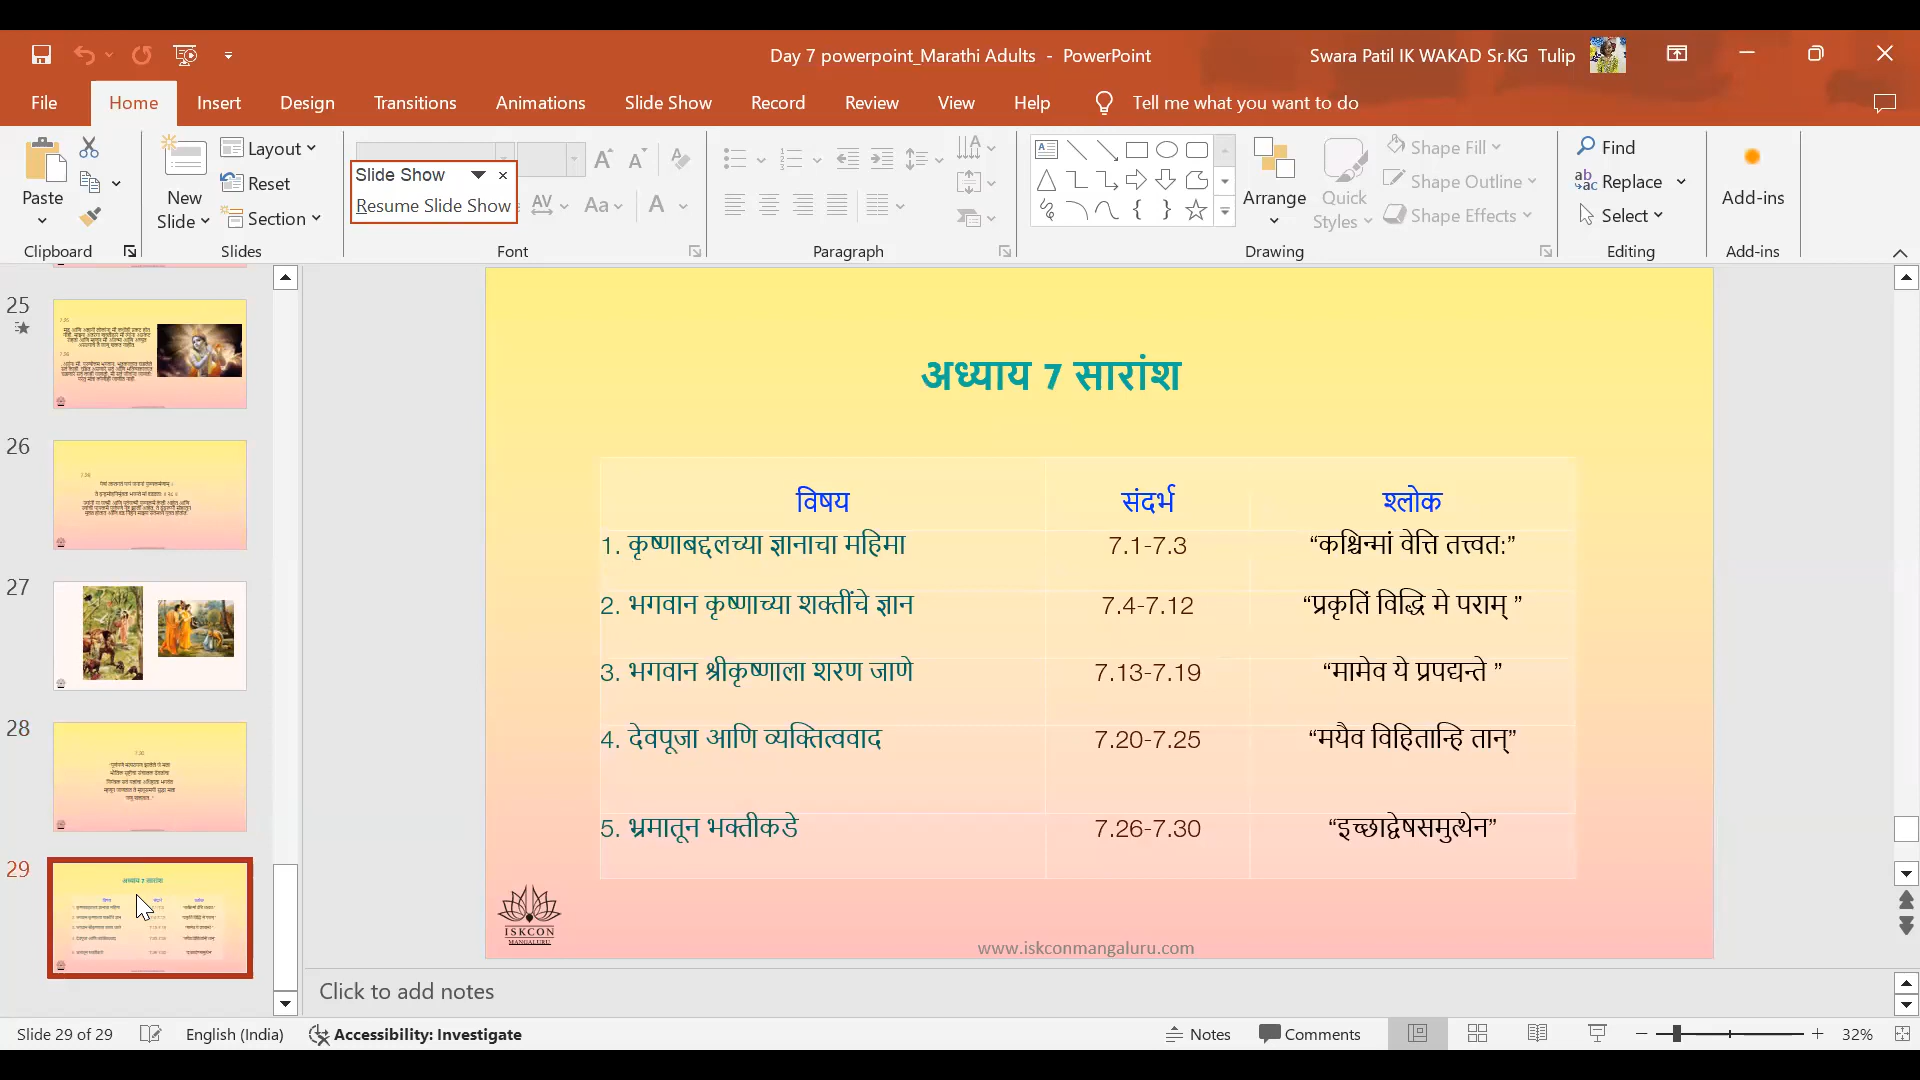 Day 7 powerpoint_Marathi Adults - PowerPoint
Swara Patil IK WAKAD Sr.KG Tulip
File Home Insert Design Transitions Animations Slide Show Record Review View Help Tell me what you want to do
Paste
New Slide
Layout
Reset
Section
Slide Show
Resume Slide Show
Arrange
Quick Styles
Shape Fill
Shape Outline
Shape Effects
Find
Replace
Select
Add-ins
Clipboard Slides Font Paragraph Drawing Editing Add-ins
25
26
27
28
29
अध्याय 7 सारांश
विषय संदर्भ श्लोक
1. कृष्णाबद्दलच्या ज्ञानाचा महिमा 7.1-7.3 “कश्चिन्मां वेत्ति तत्त्वत:”
2. भगवान कृष्णाच्या शक्तींचे ज्ञान 7.4-7.12 “प्रकृतिं विद्धि मे पराम् ”
3. भगवान श्रीकृष्णाला शरण जाणे 7.13-7.19 “मामेव ये प्रपद्यन्ते ”
4. देवपूजा आणि व्यक्तित्ववाद 7.20-7.25 “मयैव विहितान्हि तान्”
5. भ्रमातून भक्तीकडे 7.26-7.30 “इच्छाद्वेषसमुत्थेन”
ISKCON
MANGALURU
www.iskconmangaluru.com
Click to add notes
Slide 29 of 29 English (India) Accessibility: Investigate Notes Comments 32%